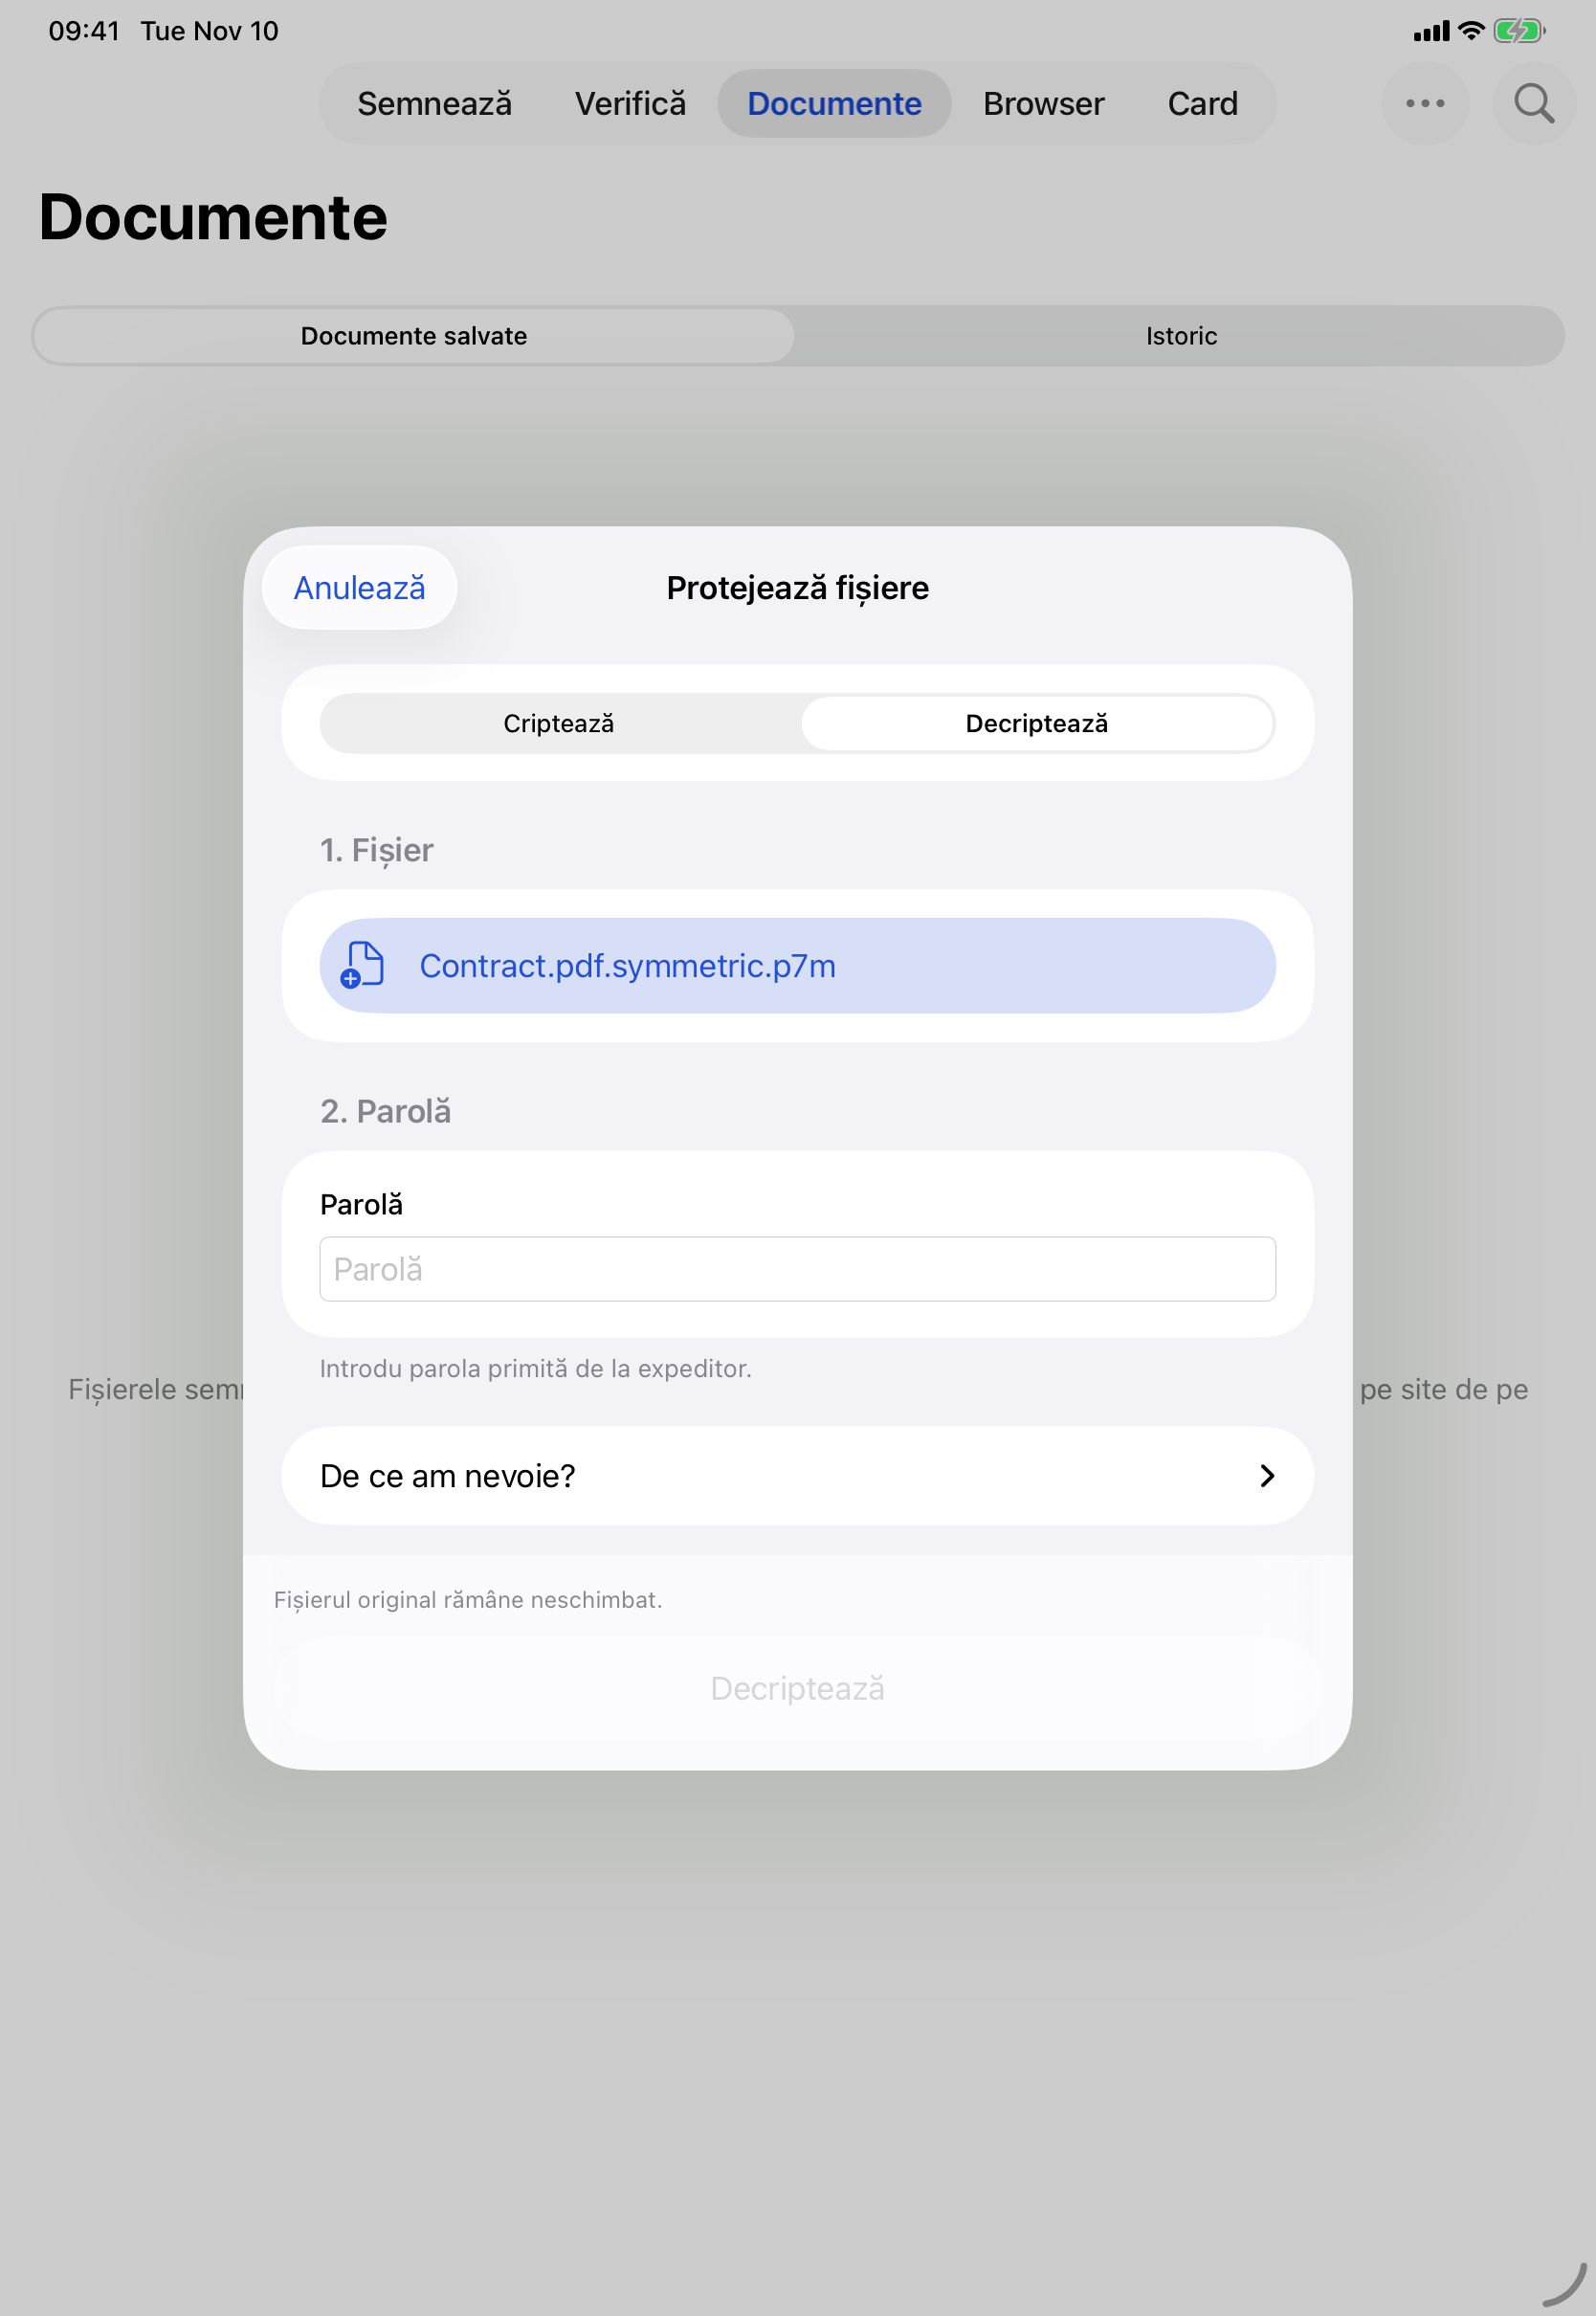 09:41 Tue Nov 10
Semnează Verifică Documente Browser Card
Documente
Documente salvate Istoric
Anulează Protejează fișiere
Criptează Decriptează
1. Fișier
Contract.pdf.symmetric.p7m
2. Parolă
Parolă
Parolă
Introdu parola primită de la expeditor.
Fișierele pe site de pe
De ce am nevoie?
Fișierul original rămâne neschimbat.
Decriptează